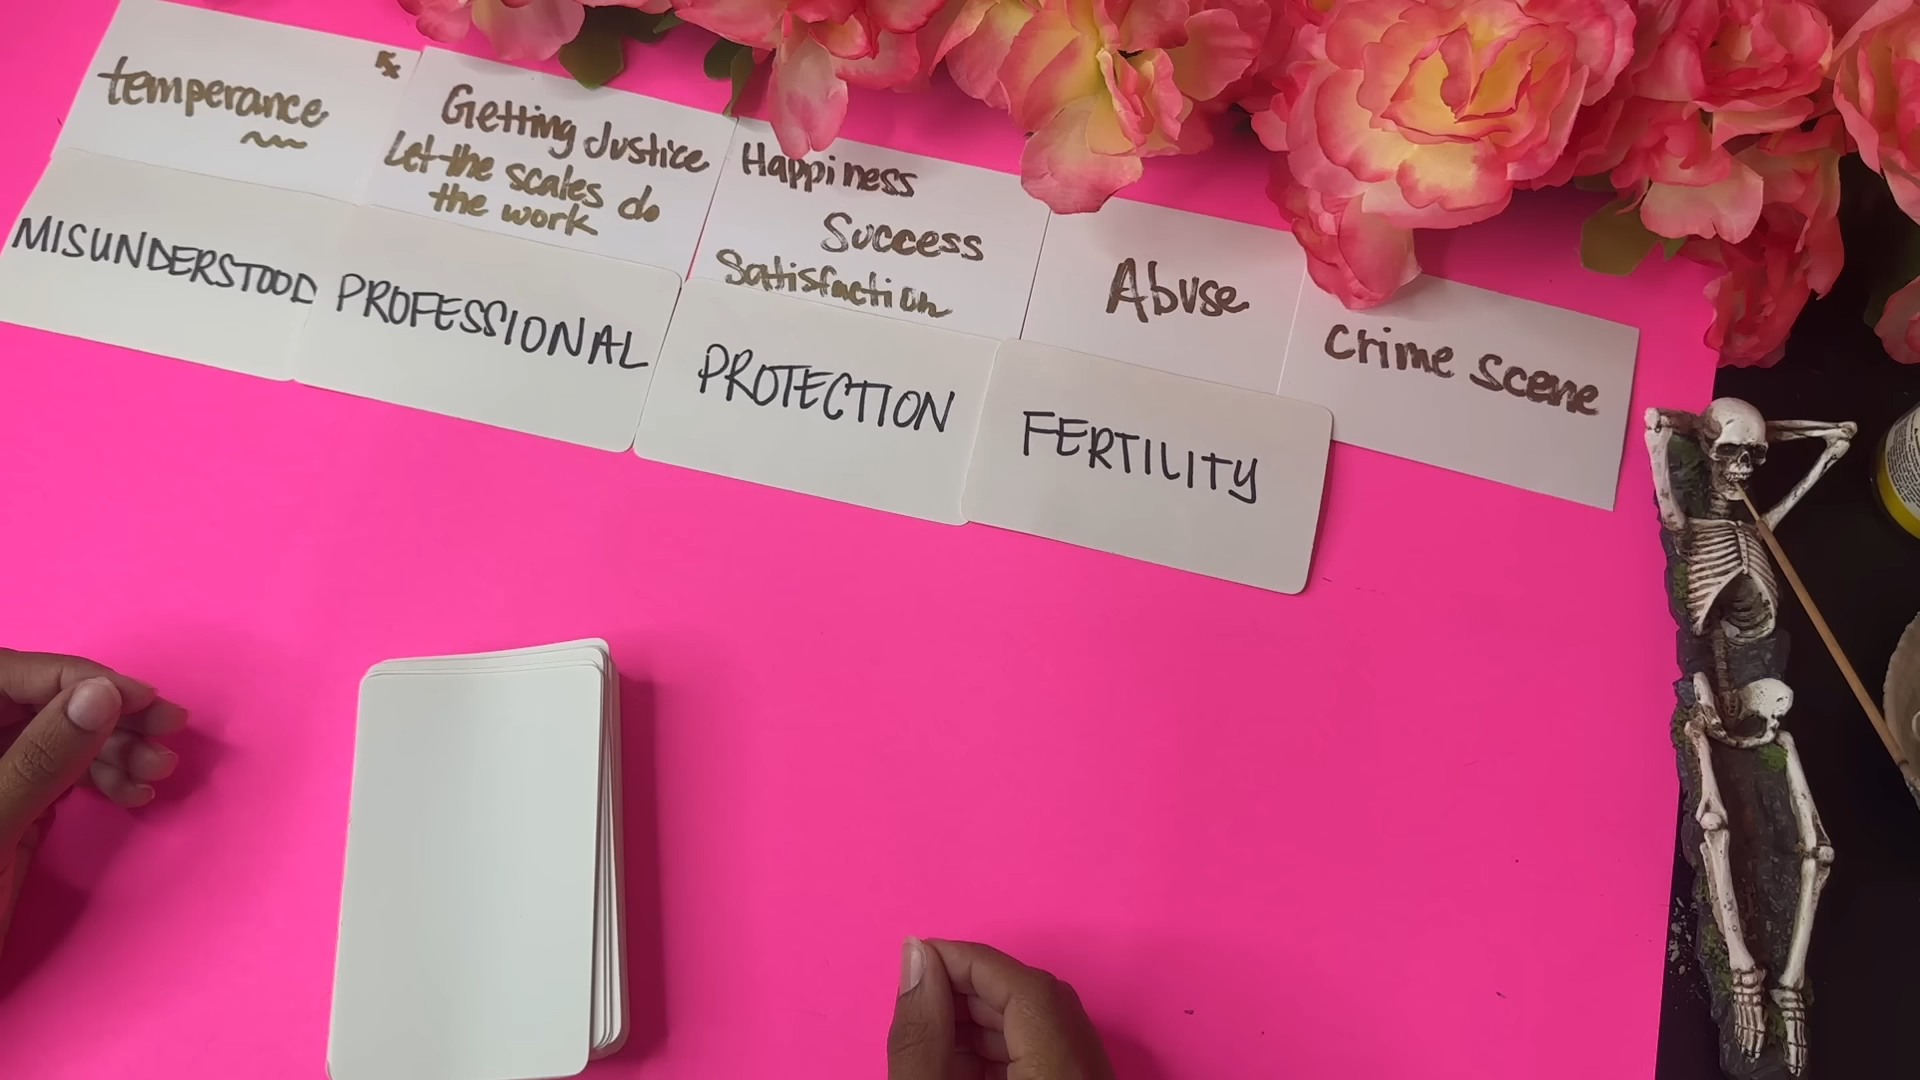 temperance
Rx
Getting Justice
Let the scales do
the work
Happiness
Success
Satisfaction
Abuse
Crime Scene
MISUNDERSTOOD
PROFESSIONAL
PROTECTION
FERTILITY